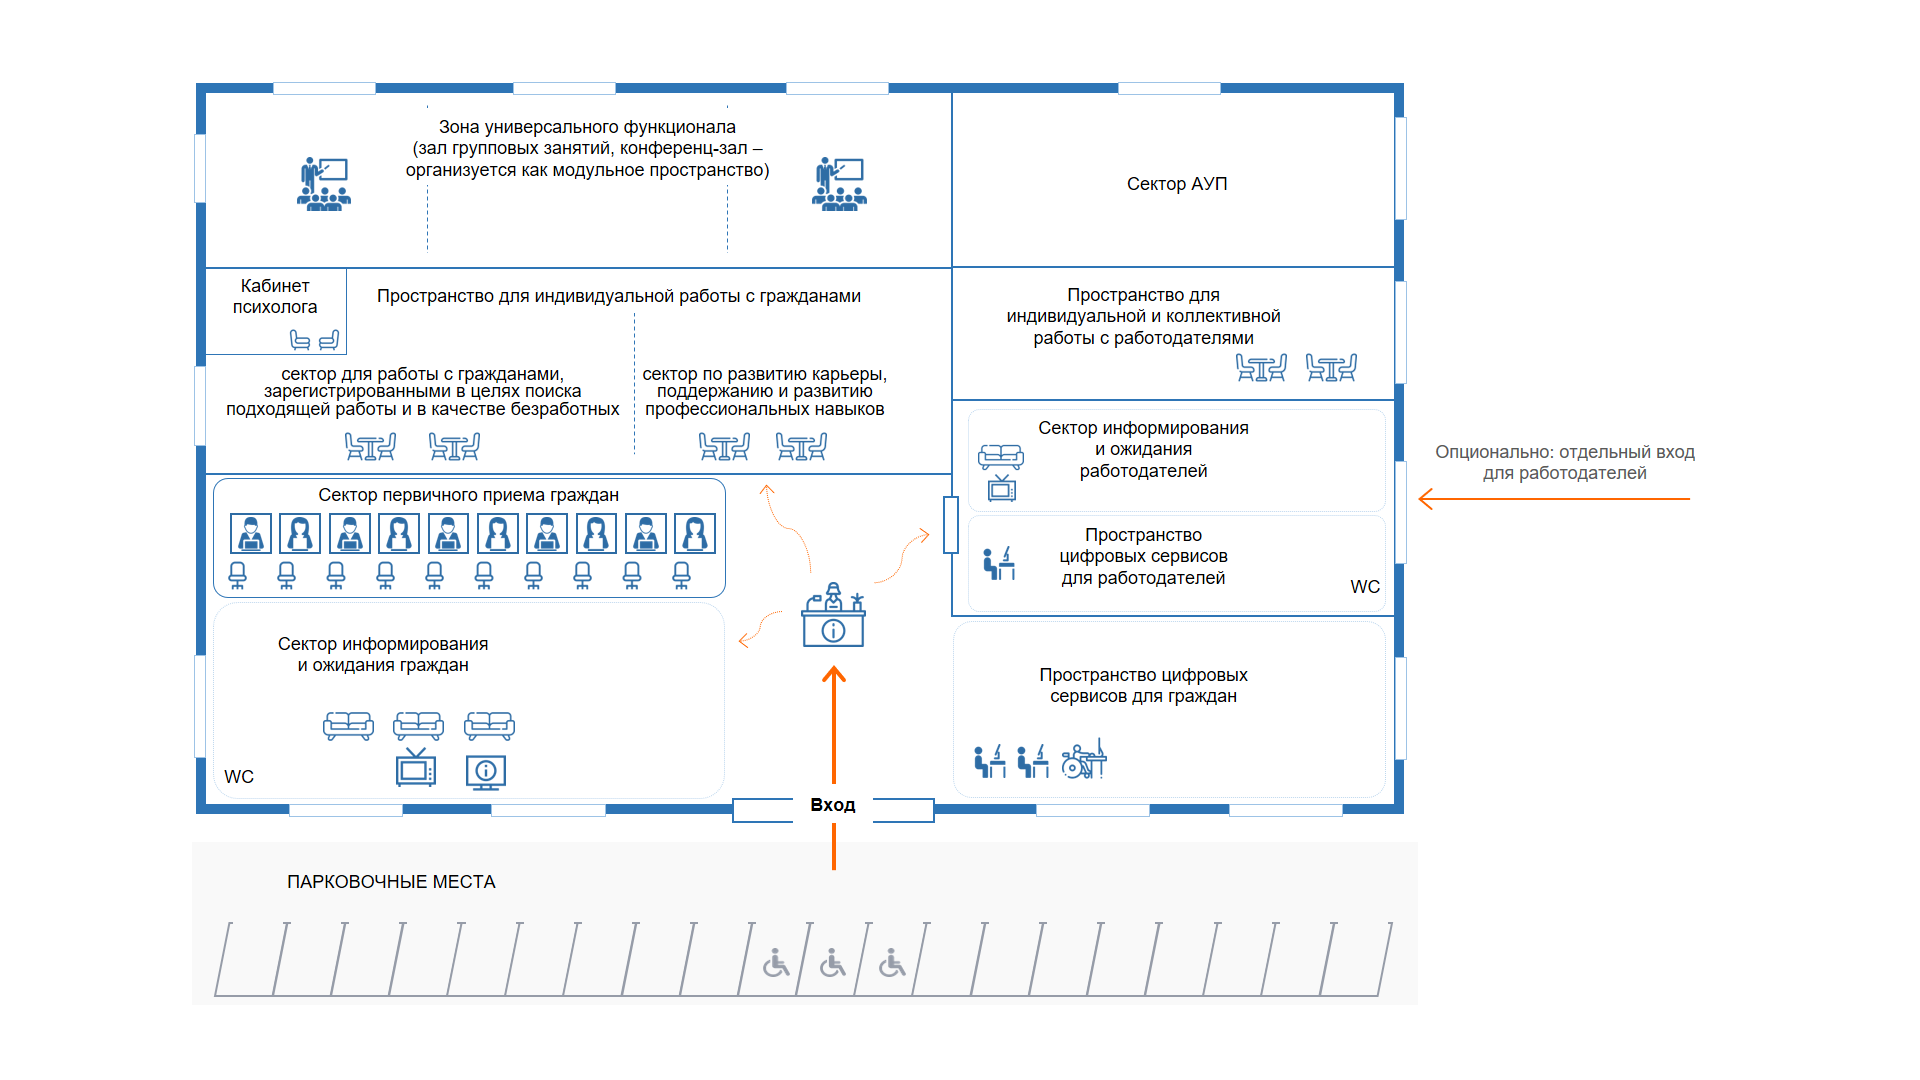 Зона универсального функционала
(зал групповых занятий, конференц-зал –
организуется как модульное пространство)
Сектор АУП
Кабинет
психолога
Пространство для индивидуальной работы с гражданами
сектор для работы с гражданами,
зарегистрированными в целях поиска
подходящей работы и в качестве безработных
сектор по развитию карьеры,
поддержанию и развитию
профессиональных навыков
Пространство для
индивидуальной и коллективной
работы с работодателями
Сектор информирования
и ожидания
работодателей
Опционально: отдельный вход
для работодателей
Сектор первичного приема граждан
Пространство
цифровых сервисов
для работодателей
WC
Сектор информирования
и ожидания граждан
WC
Пространство цифровых
сервисов для граждан
Вход
ПАРКОВОЧНЫЕ МЕСТА